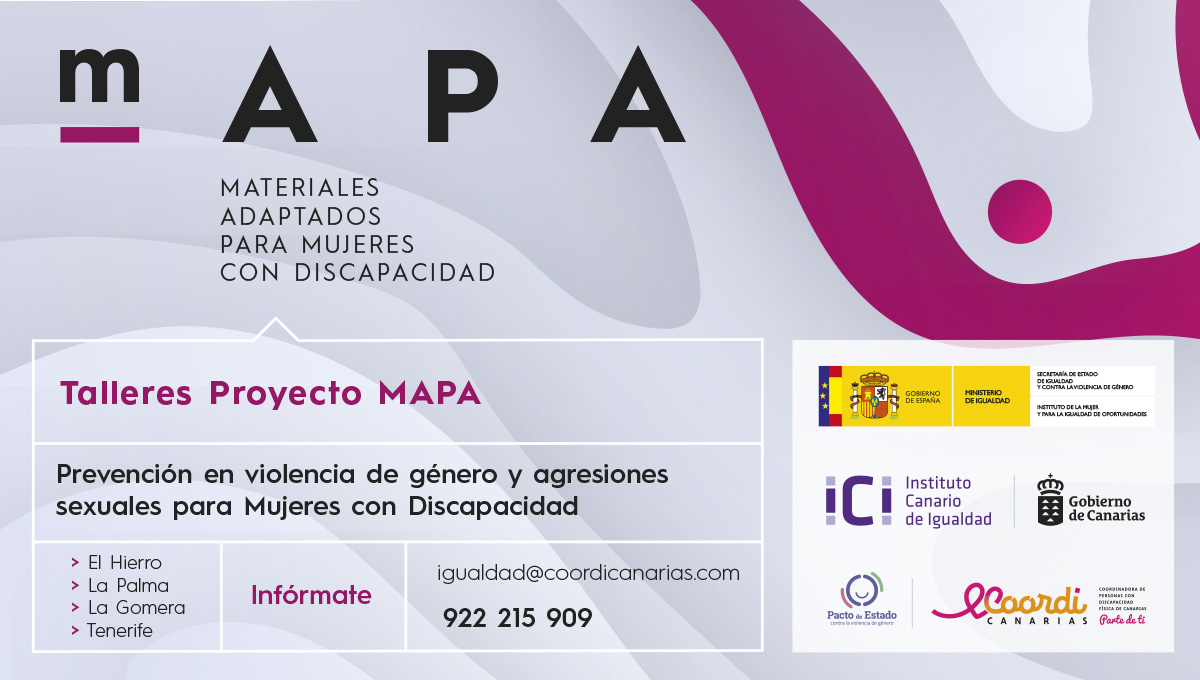 mAPA
MATERIALES
ADAPTADOS
PARA MUJERES
CON DISCAPACIDAD
Talleres Proyecto MAPA
Prevención en violencia de género y agresiones
sexuales para Mujeres con Discapacidad
> El Hierro
> La Palma
> La Gomera
> Tenerife
Infórmate
igualdad@coordicanarias.com
922 215 909
GOBIERNO
DE ESPAÑA
MINISTERIO
DE IGUALDAD
SECRETARÍA DE ESTADO
DE IGUALDAD
Y CONTRA LA VIOLENCIA DE GÉNERO
INSTITUTO DE LA MUJER
Y PARA LA IGUALDAD DE OPORTUNIDADES
iCi
Instituto
Canario
de Igualdad
Gobierno
de Canarias
Pacto de Estado
contra la violencia de género
Coordi
CANARIAS
COORDINADORA DE
PERSONAS CON
DISCAPACIDAD
FÍSICA DE CANARIAS
Parte de ti